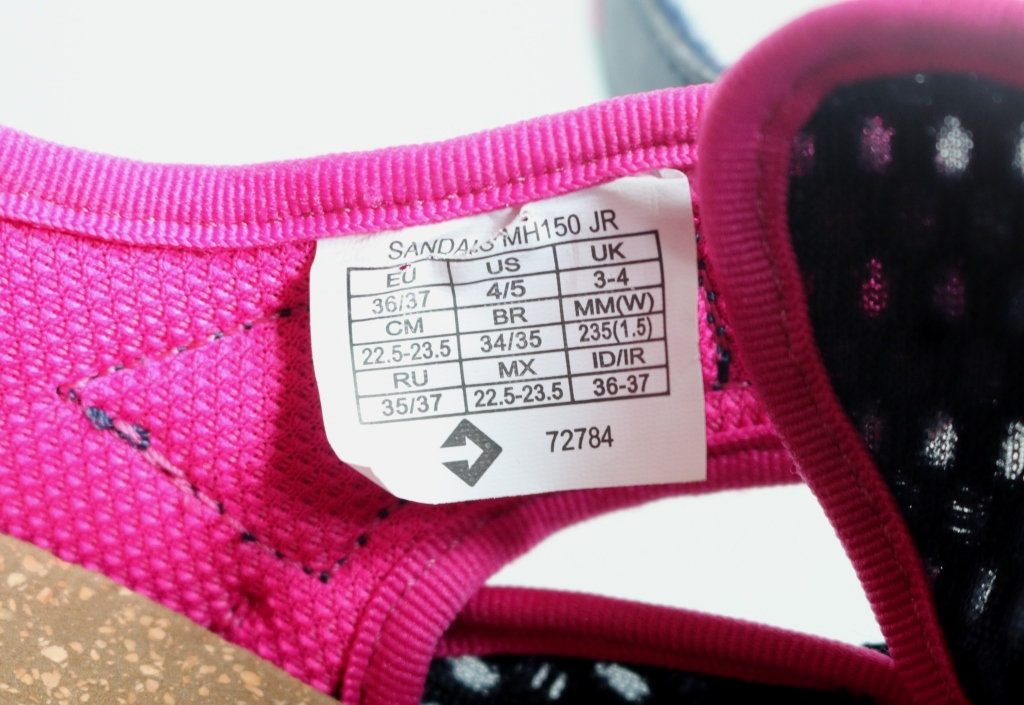 SANDALS MH150 JR
EU US UK
36/37 4/5 3-4
CM BR MM(W)
22.5-23.5 34/35 235(1.5)
RU MX ID/IR
35/37 22.5-23.5 36-37
72784